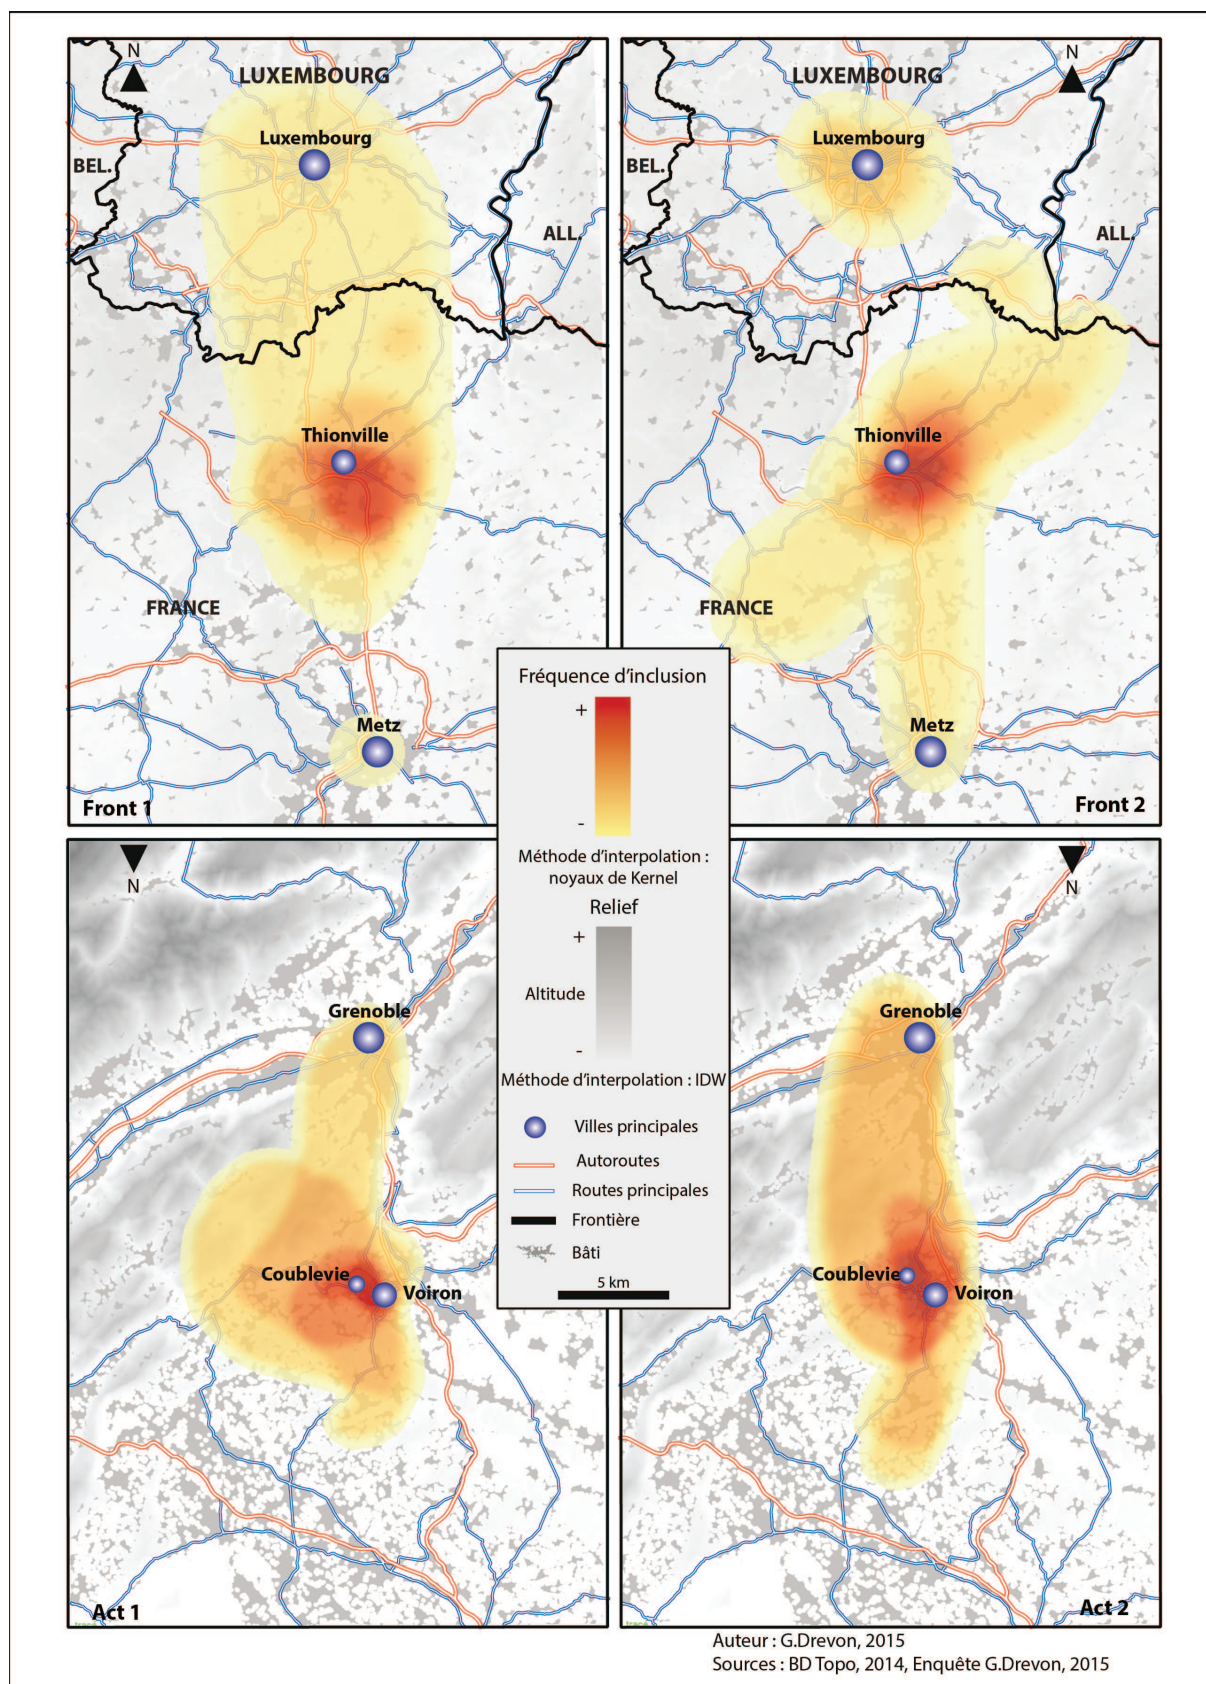 N
LUXEMBOURG
Luxembourg
BEL.
ALL.
Thionville
FRANCE
Metz
Front 1
LUXEMBOURG
N
Luxembourg
BEL.
ALL.
Thionville
FRANCE
Metz
Front 2
Fréquence d'inclusion
+
-
Méthode d'interpolation :
noyaux de Kernel
Relief
+
Altitude
-
Méthode d'interpolation : IDW
Villes principales
Autoroutes
Routes principales
Frontière
Bâti
5 km
N
Grenoble
Coublevie
Voiron
Act 1
N
Grenoble
Coublevie
Voiron
Act 2
Auteur : G.Drevon, 2015
Sources : BD Topo, 2014, Enquête G.Drevon, 2015